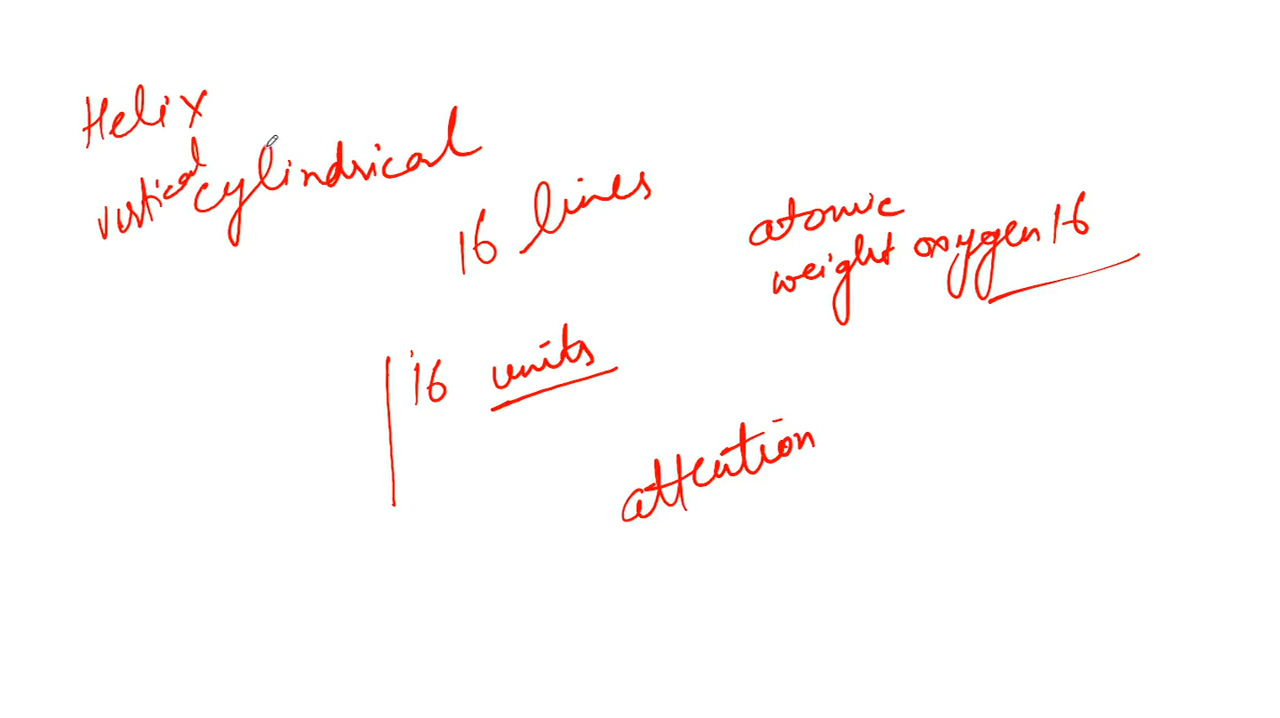 Helix
vertical cylindrical
16 lines
atomic
weight oxygen 16
16 units
attention